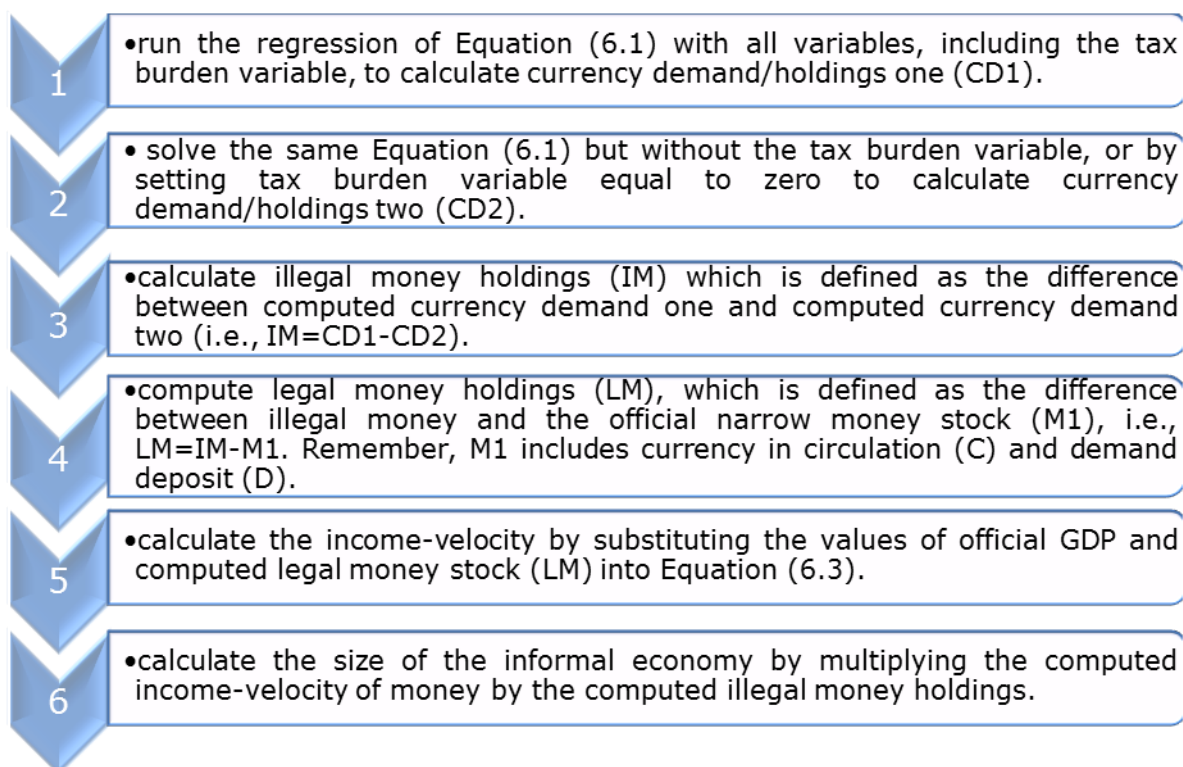 1
•run the regression of Equation (6.1) with all variables, including the tax
burden variable, to calculate currency demand/holdings one (CD1).
2
• solve the same Equation (6.1) but without the tax burden variable, or by
setting tax burden variable equal to zero to calculate currency
demand/holdings two (CD2).
3
•calculate illegal money holdings (IM) which is defined as the difference
between computed currency demand one and computed currency demand
two (i.e., IM=CD1-CD2).
4
•compute legal money holdings (LM), which is defined as the difference
between illegal money and the official narrow money stock (M1), i.e.,
LM=IM-M1. Remember, M1 includes currency in circulation (C) and demand
deposit (D).
5
•calculate the income-velocity by substituting the values of official GDP and
computed legal money stock (LM) into Equation (6.3).
6
•calculate the size of the informal economy by multiplying the computed
income-velocity of money by the computed illegal money holdings.